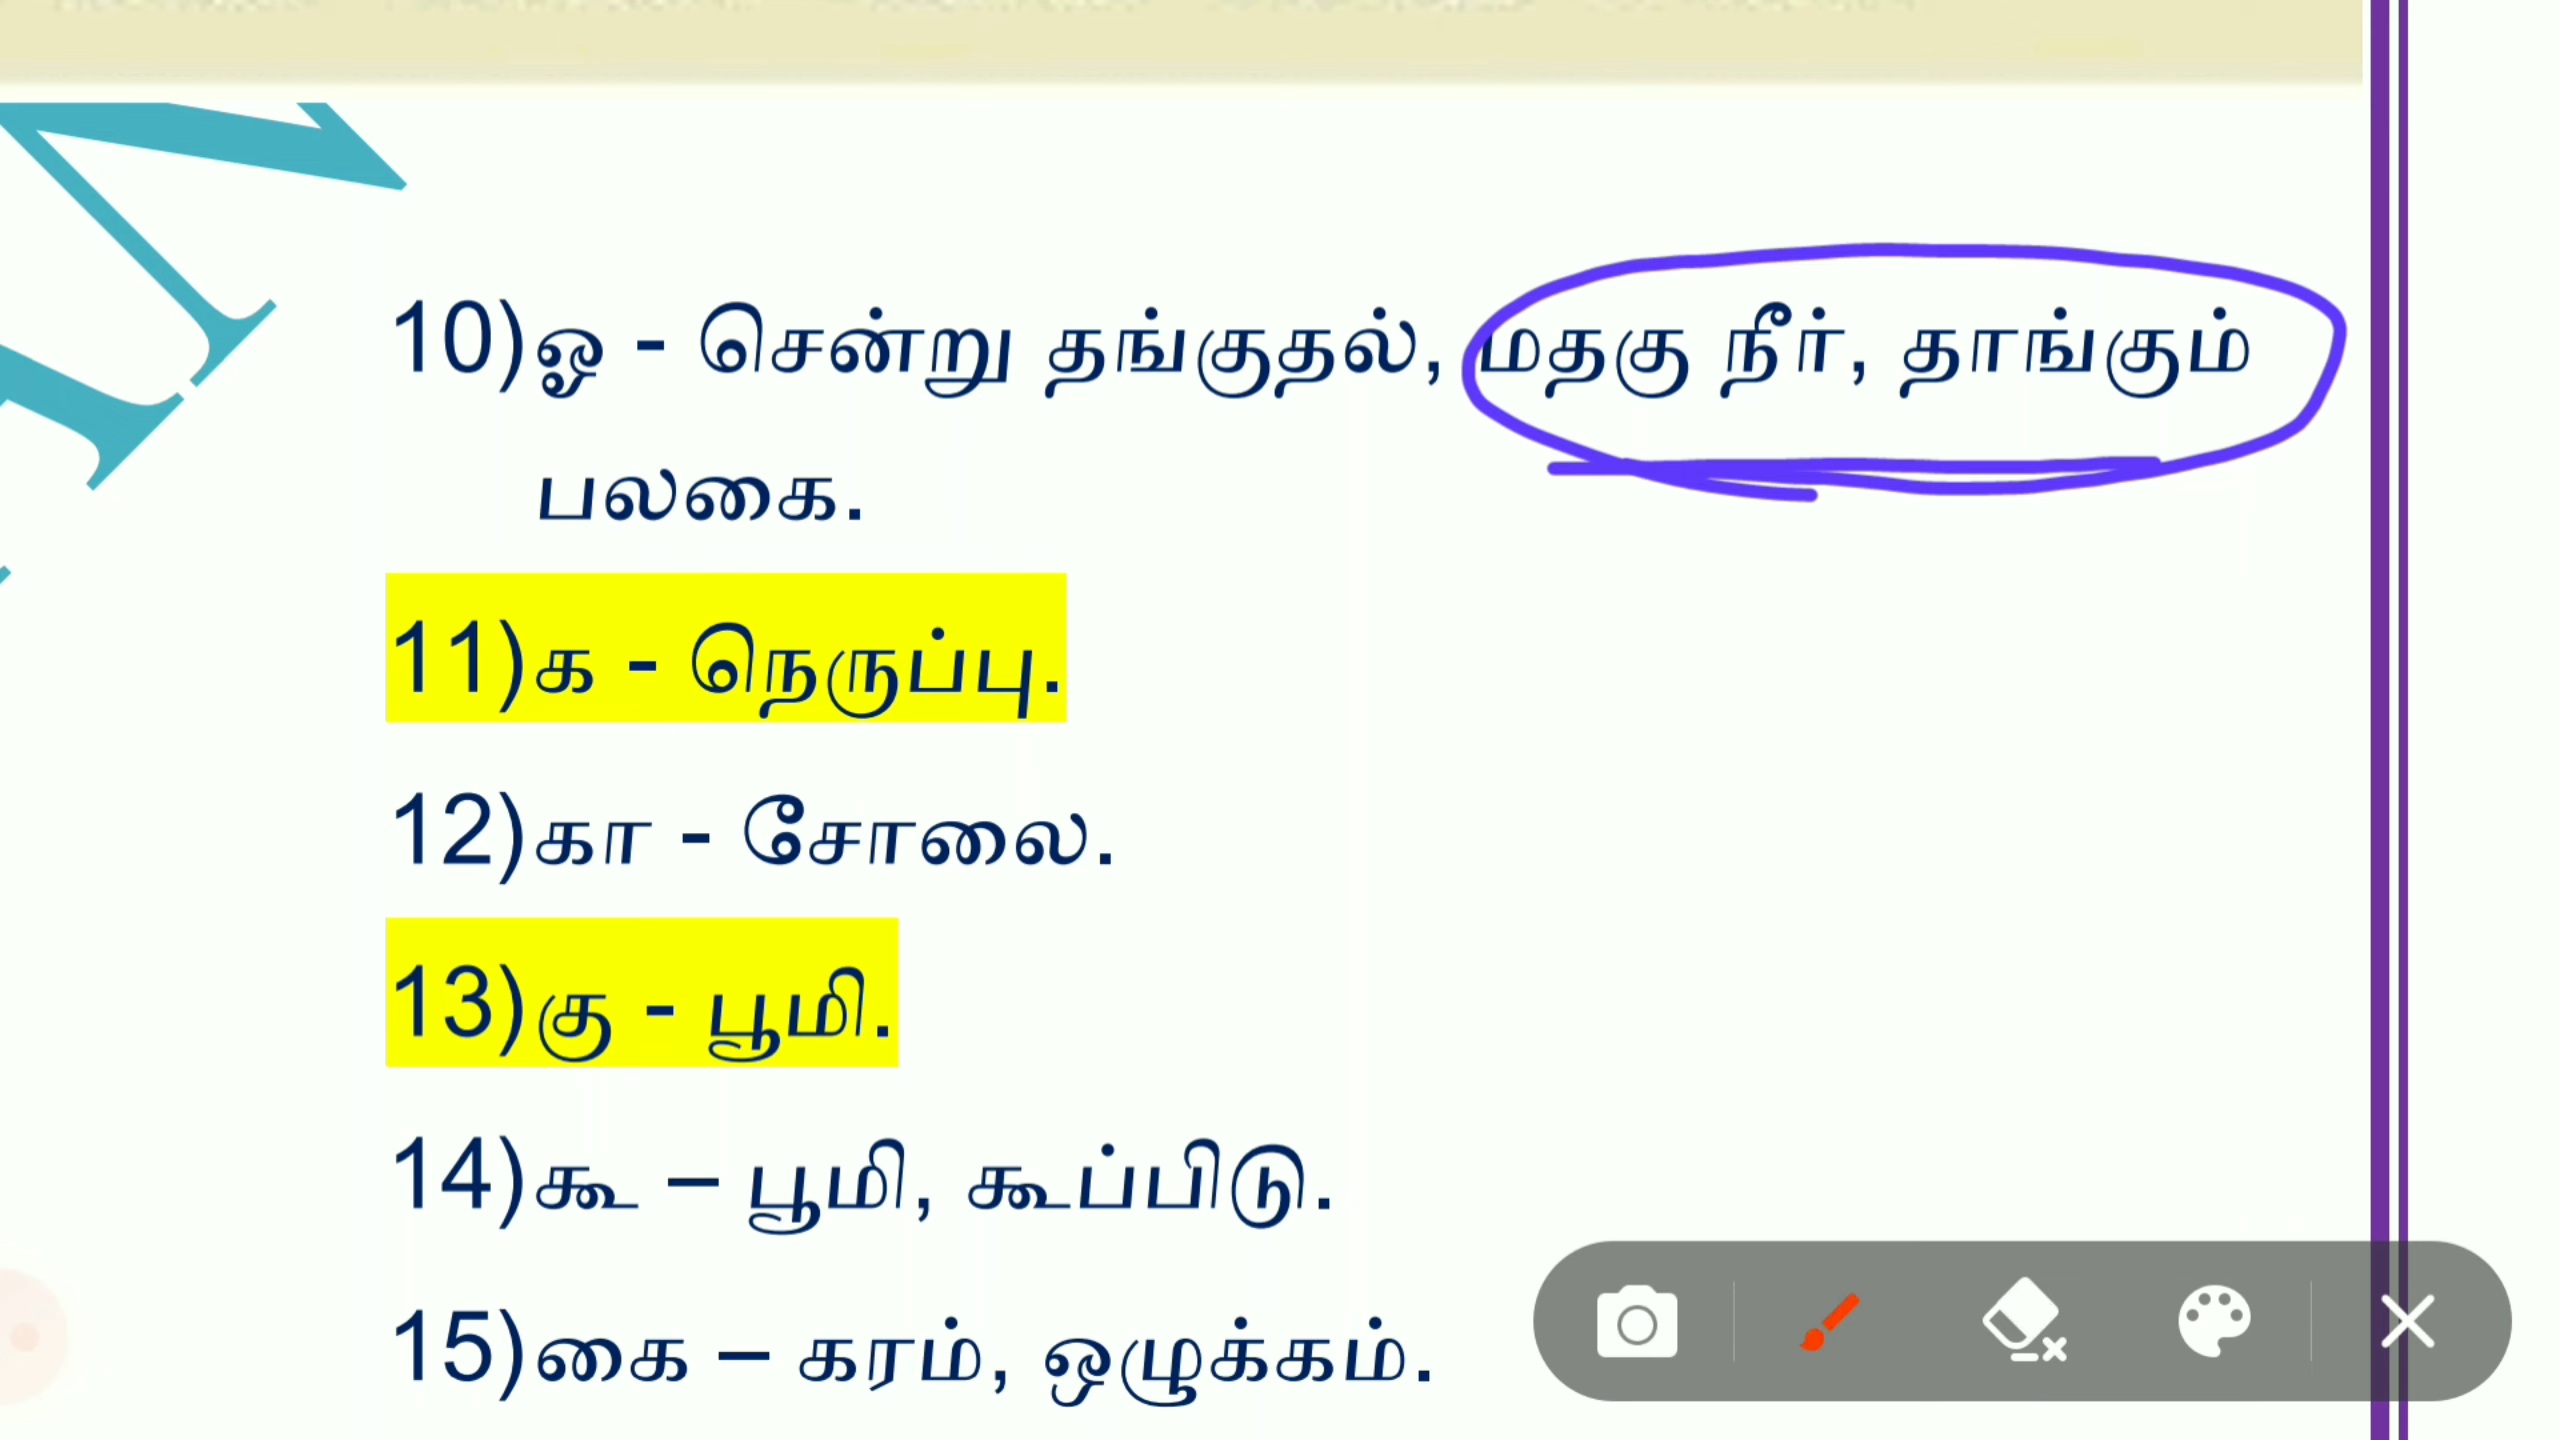 10)ஓ - சென்று தங்குதல், மதகு நீர், தாங்கும்
பலகை.
11)க - நெருப்பு.
12)கா - சோலை.
13)கு - பூமி.
14)கூ – பூமி, கூப்பிடு.
15)கை – கரம், ஒழுக்கம்.